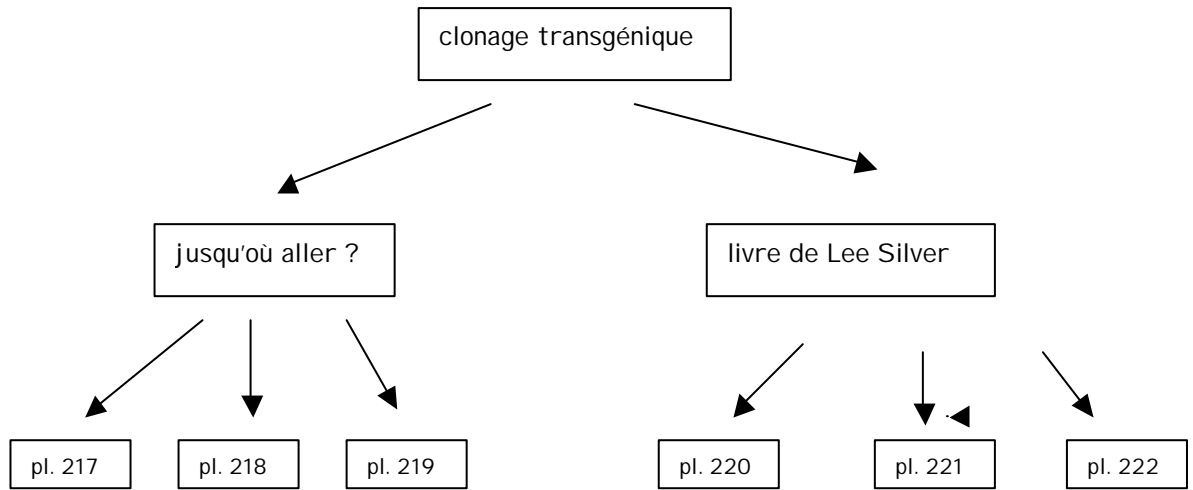 clonage transgénique
jusqu'où aller ?
livre de Lee Silver
pl. 217
pl. 218
pl. 219
pl. 220
pl. 221
pl. 222